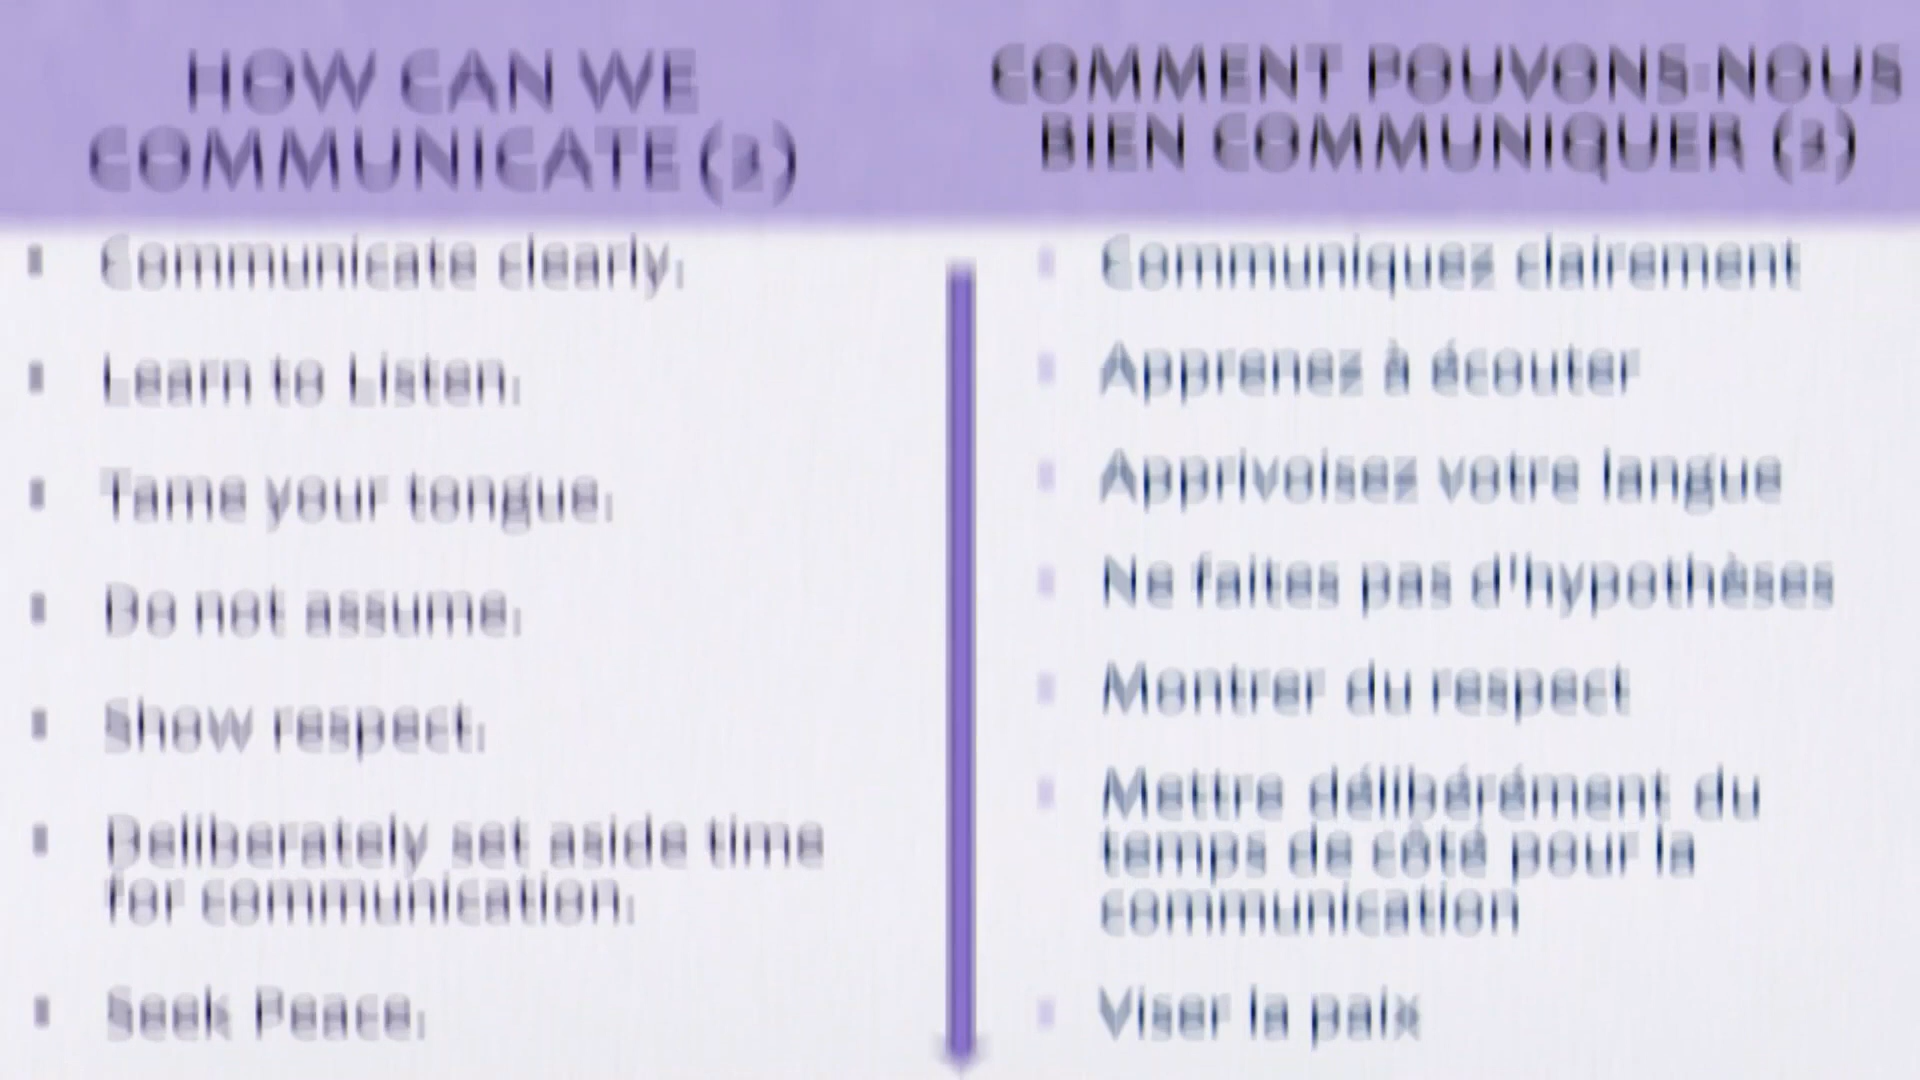 HOW CAN WE
COMMUNICATE
Communicate clearly.
Learn to Listen.
Tame your tongue.
Do not assume.
Show respect.
Deliberately set aside time
for communication.
Seek Peace.
COMMENT POUVONS-NOUS
BIEN COMMUNIQUER
Communiquez clairement
Apprenez à écouter
Apprivoisez votre langue
Ne faites pas d'hypothèses
Montrer du respect
Mettre délibérément du
temps de côté pour la
communication
Viser la paix